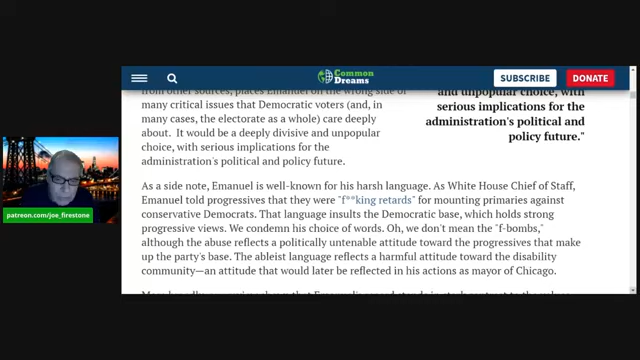 Common
Dreams
SUBSCRIBE
DONATE
from other sources, places Emanuel on the wrong side of
many critical issues that Democratic voters (and, in
many cases, the electorate as a whole) care deeply
about. It would be a deeply divisive and unpopular
choice, with serious implications for the
administration's political and policy future.
and unpopular choice, with
serious implications for the
administration's political and
policy future."
As a side note, Emanuel is well-known for his harsh language. As White House Chief of Staff,
Emanuel told progressives that they were "f**king retards" for mounting primaries against
conservative Democrats. That language insults the Democratic base, which holds strong
progressive views. We condemn his choice of words. Oh, we don't mean the "f-bombs,"
although the abuse reflects a politically untenable attitude toward the progressives that make
up the party's base. The ableist language reflects a harmful attitude toward the disability
community—an attitude that would later be reflected in his actions as mayor of Chicago.
patreon.com/joe_firestone